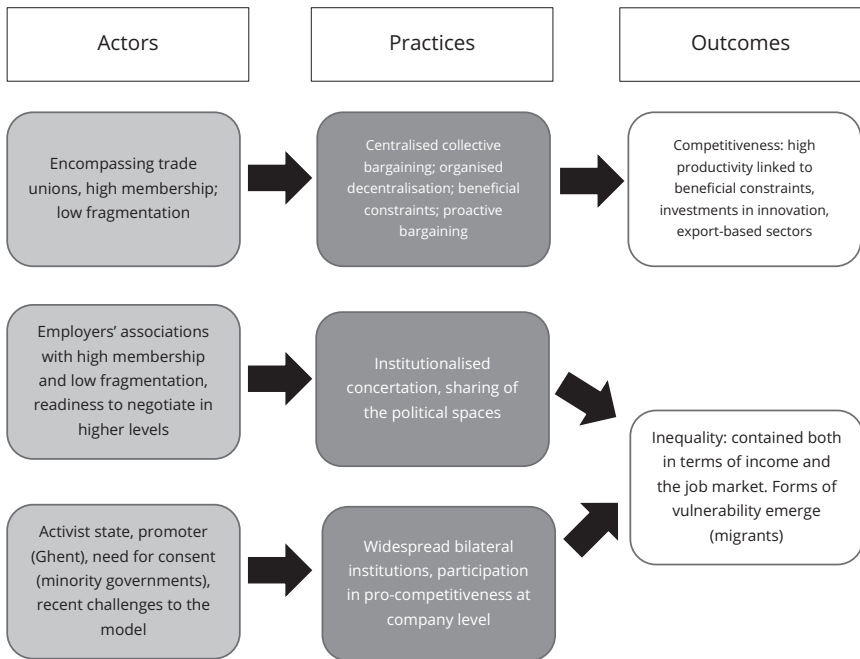 Actors
Practices
Outcomes
Encompassing trade
unions, high membership;
low fragmentation
Centralised collective
bargaining; organised
decentralisation; beneficial
constraints; proactive
bargaining
Competitiveness: high
productivity linked to
beneficial constraints,
investments in innovation,
export-based sectors
Employers’ associations
with high membership
and low fragmentation,
readiness to negotiate in
higher levels
Institutionalised
concertation, sharing of
the political spaces
Inequality: contained both
in terms of income and
the job market. Forms of
vulnerability emerge
(migrants)
Activist state, promoter
(Ghent), need for consent
(minority governments),
recent challenges to the
model
Widespread bilateral
institutions, participation
in pro-competitiveness at
company level